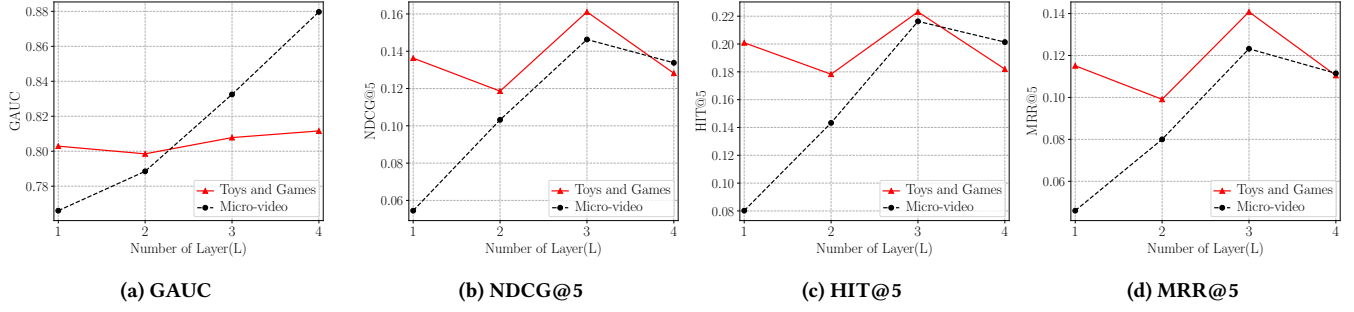 0.88
0.86
0.84
0.82
0.80
0.78
GAUC
Toys and Games
Micro-video
1 2 3 4
Number of Layer(L)
(a) GAUC
0.16
0.14
0.12
0.10
0.08
0.06
NDCG@5
Toys and Games
Micro-video
1 2 3 4
Number of Layer(L)
(b) NDCG@5
0.22
0.20
0.18
0.16
0.14
0.12
0.10
0.08
HIT@5
Toys and Games
Micro-video
1 2 3 4
Number of Layer(L)
(c) HIT@5
0.14
0.12
0.10
0.08
0.06
MRR@5
Toys and Games
Micro-video
1 2 3 4
Number of Layer(L)
(d) MRR@5